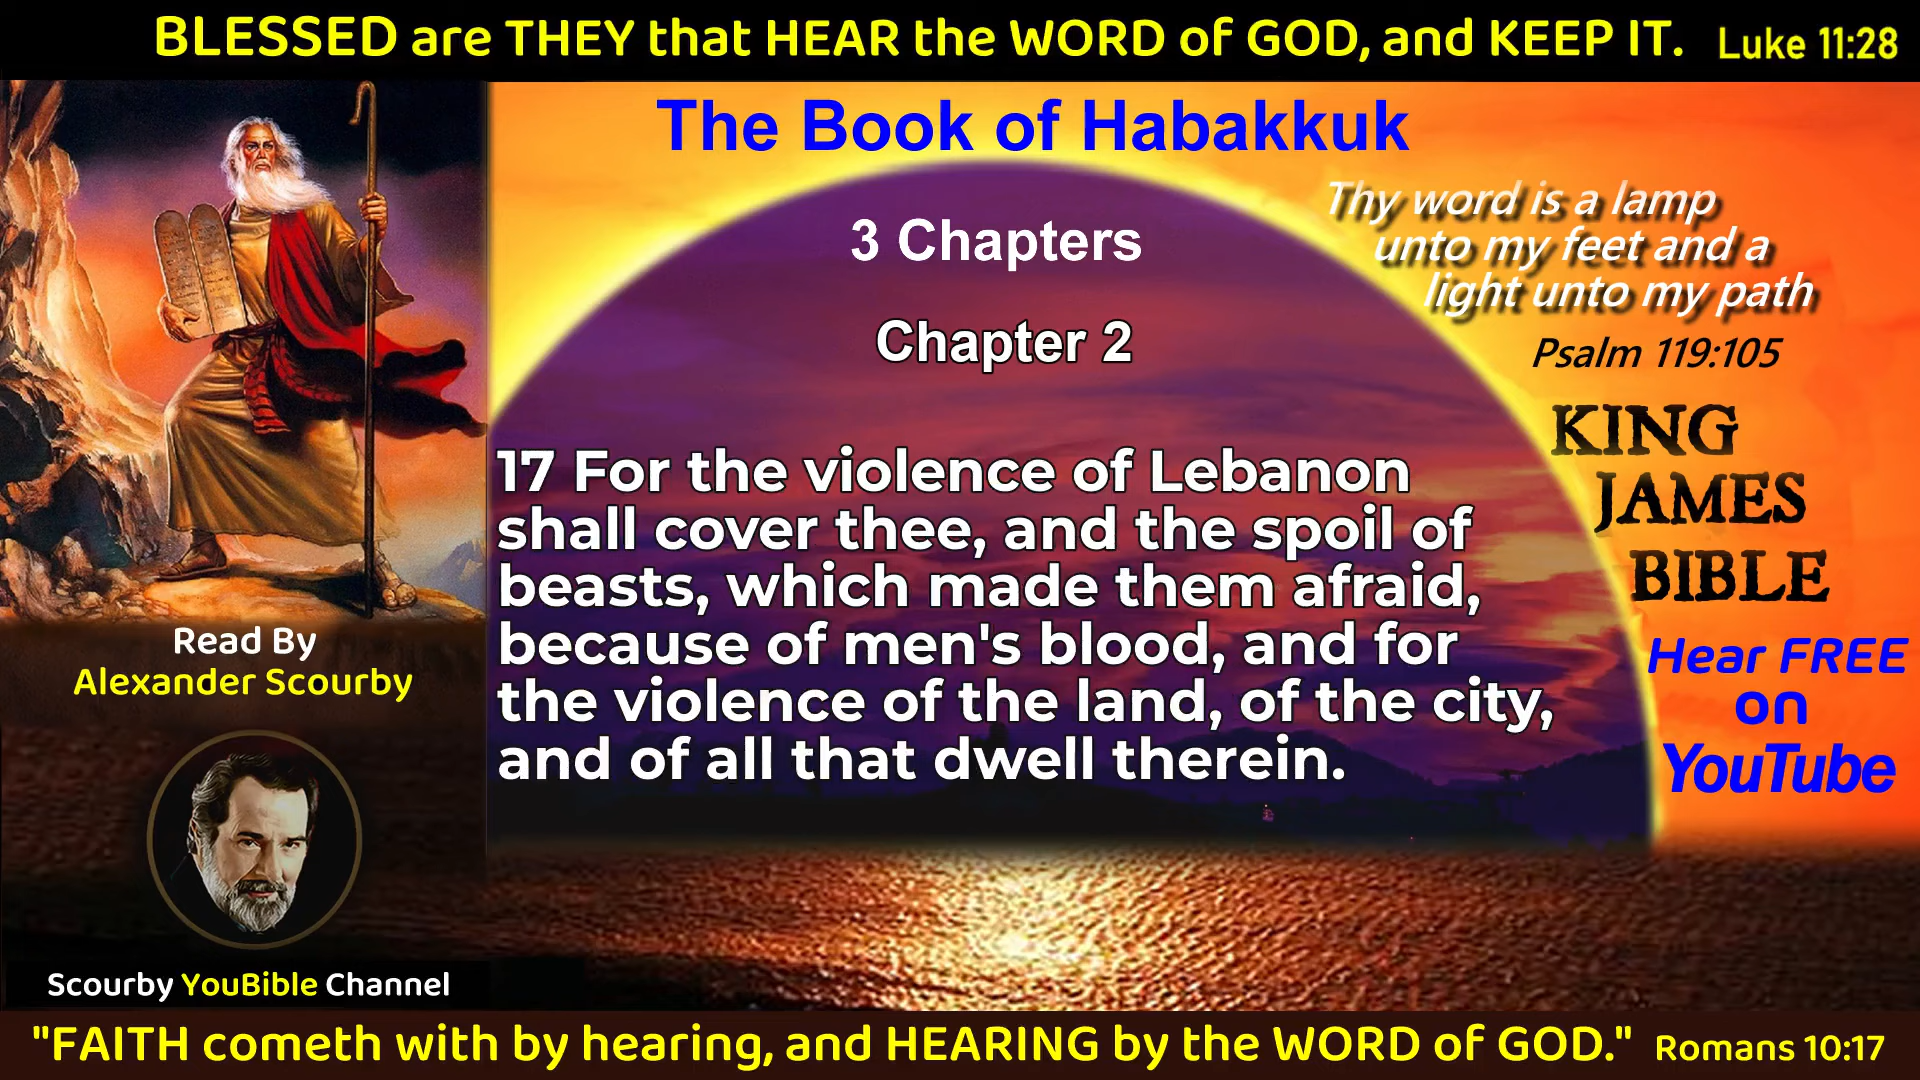 BLESSED are THEY that HEAR the WORD of GOD, and KEEP IT. Luke 11:28
The Book of Habakkuk
3 Chapters
Chapter 2
17 For the violence of Lebanon
shall cover thee, and the spoil of
beasts, which made them afraid,
because of men's blood, and for
the violence of the land, of the city,
and of all that dwell therein.
Thy word is a lamp
unto my feet and a
light unto my path
Psalm 119:105
KING
JAMES
BIBLE
Hear FREE
on
YouTube
Read By
Alexander Scourby
Scourby YouBible Channel
"FAITH cometh with by hearing, and HEARING by the WORD of GOD." Romans 10:17